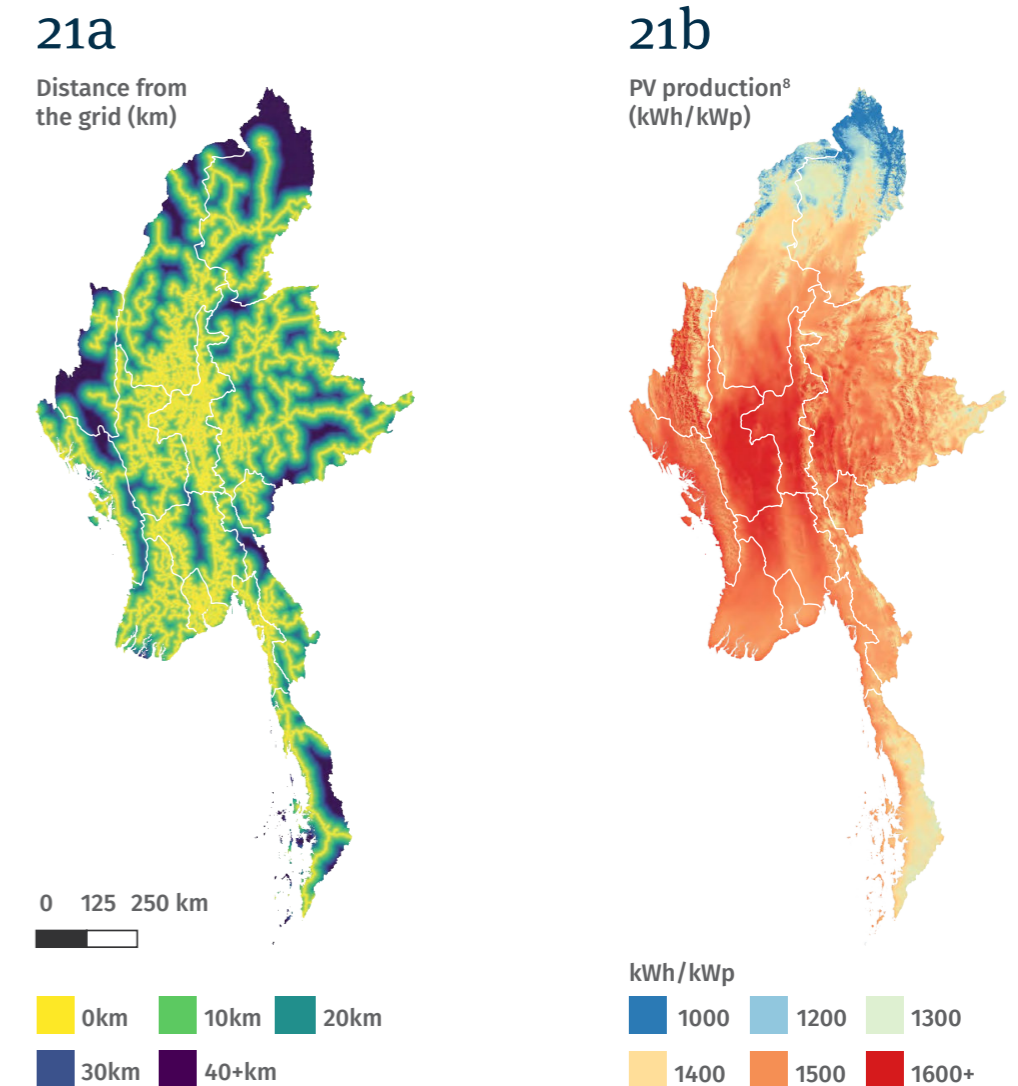 21a
Distance from
the grid (km)
0 125 250 km
0km 10km 20km
30km 40+km
21b
PV production⁸
(kWh/kWp)
kWh/kWp
1000 1200 1300
1400 1500 1600+